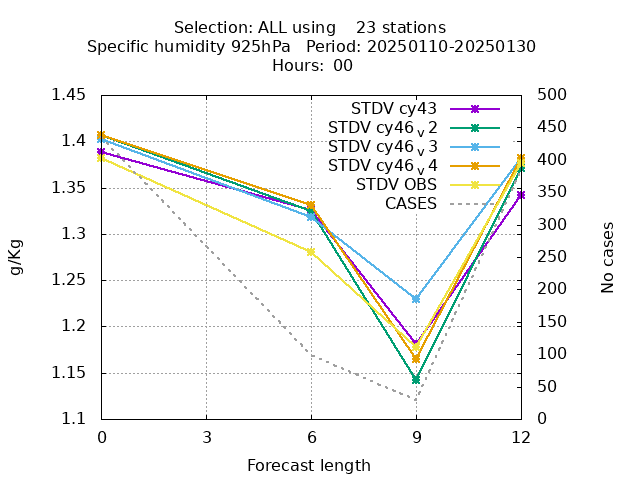 Selection: ALL using 23 stations
Specific humidity 925hPa Period: 20250110-20250130
Hours: 00
1.45
1.4
1.35
1.3
1.25
1.2
1.15
1.1
g/Kg
STDV cy43
STDV cy46 v 2
STDV cy46 v 3
STDV cy46 v 4
STDV OBS
CASES
500
450
400
350
300
250
200
150
100
50
0
No cases
0 3 6 9 12
Forecast length